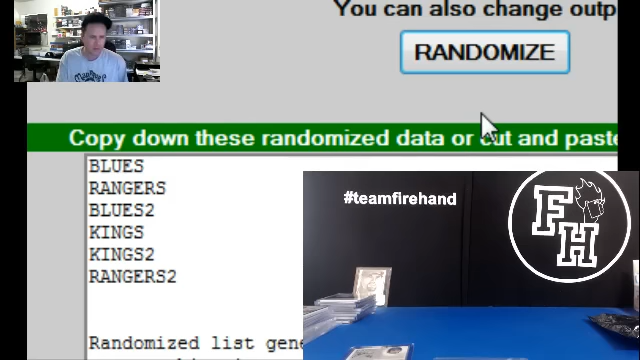 You can also change outp
RANDOMIZE
Copy down these randomized data or cut and paste
BLUES
RANGERS
BLUES2
KINGS
KINGS2
RANGERS2
Randomized list gene
#teamfirehand
FH